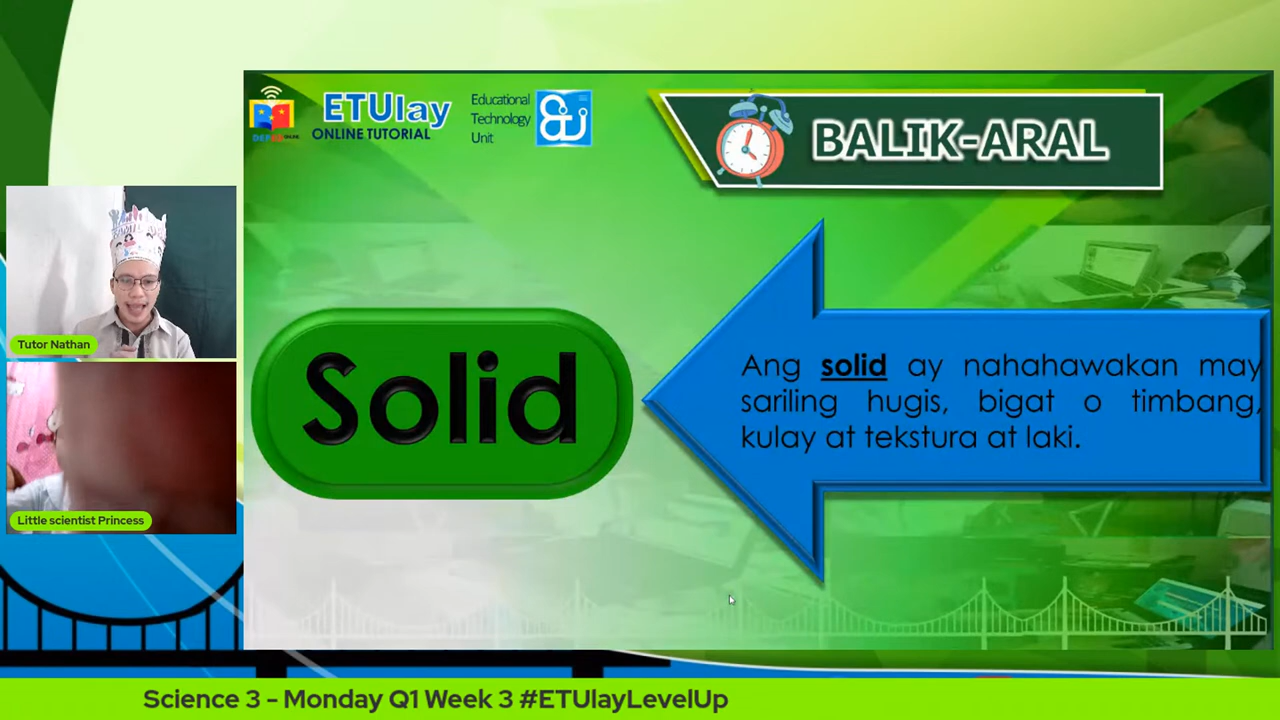 ETUlay
ONLINE TUTORIAL
Educational
Technology
Unit
BALIK-ARAL
Tutor Nathan
Little scientist Princess
Solid
Ang solid ay nahahawakan may
sariling hugis, bigat o timbang,
kulay at tekstura at laki.
Science 3 - Monday Q1 Week 3 #ETUlayLevelUp